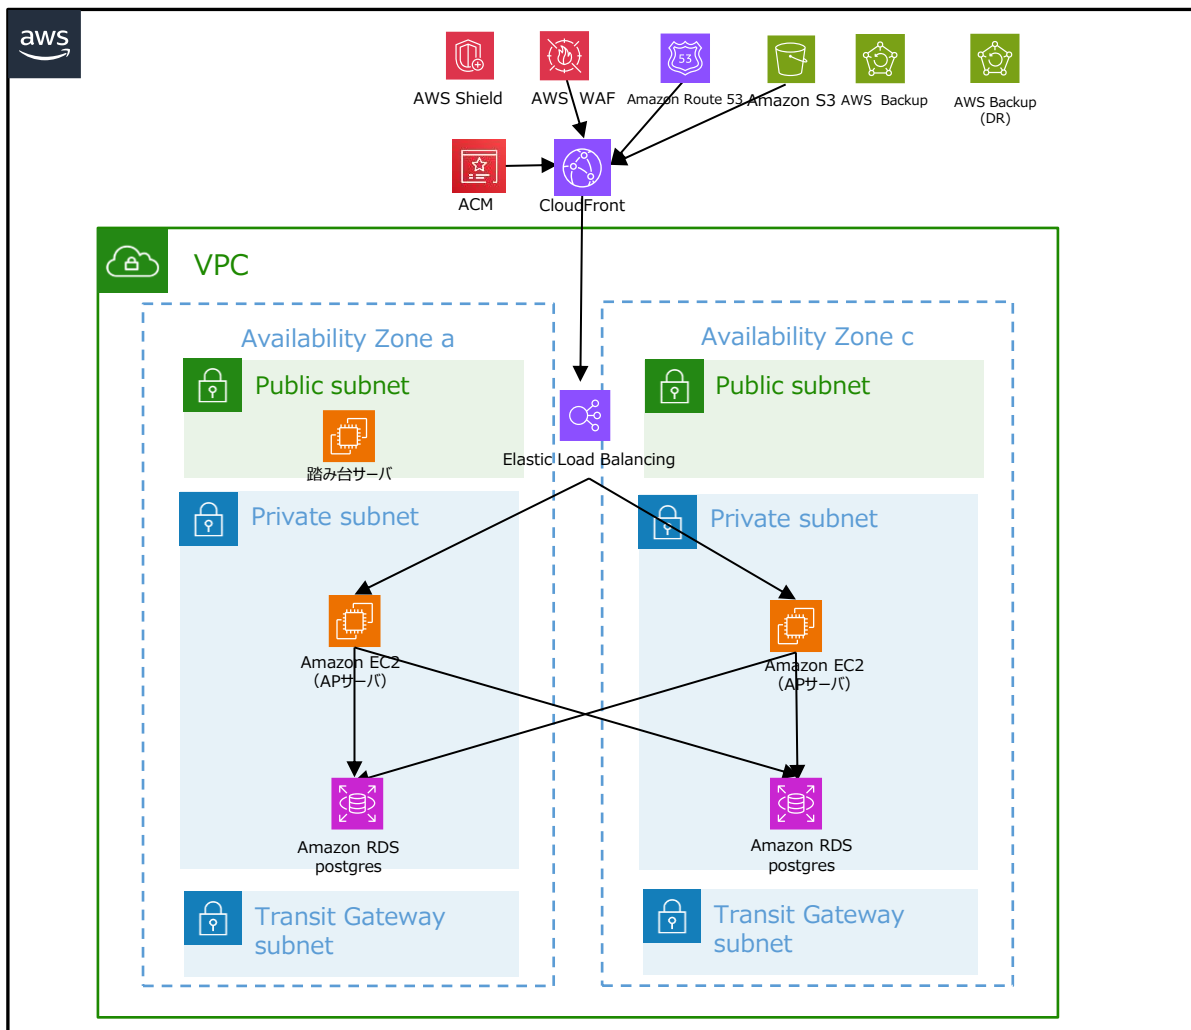 aws
53
AWS Shield
AWS WAF
Amazon Route 53
Amazon S3
AWS Backup
AWS Backup
(DR)
ACM
CloudFront
VPC
Availability Zone a
Availability Zone c
Public subnet
Public subnet
踏み台サーバ
Elastic Load Balancing
Private subnet
Private subnet
Amazon EC2
（APサーバ）
Amazon EC2
（APサーバ）
Amazon RDS
postgres
Amazon RDS
postgres
Transit Gateway
subnet
Transit Gateway
subnet